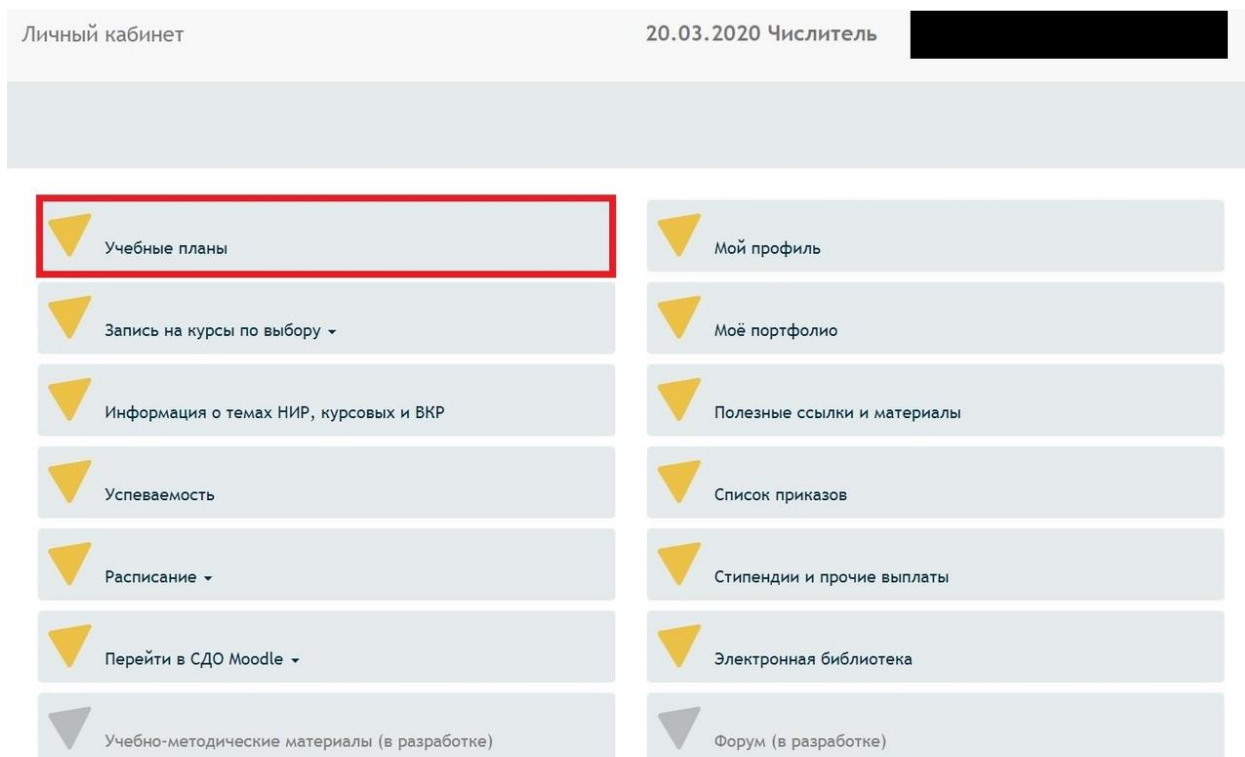 Личный кабинет
20.03.2020 Числитель
Учебные планы
Мой профиль
Запись на курсы по выбору
Моё портфолио
Информация о темах НИР, курсовых и ВКР
Полезные ссылки и материалы
Успеваемость
Список приказов
Расписание
Стипендии и прочие выплаты
Перейти в СДО Moodle
Электронная библиотека
Учебно-методические материалы (в разработке)
Форум (в разработке)